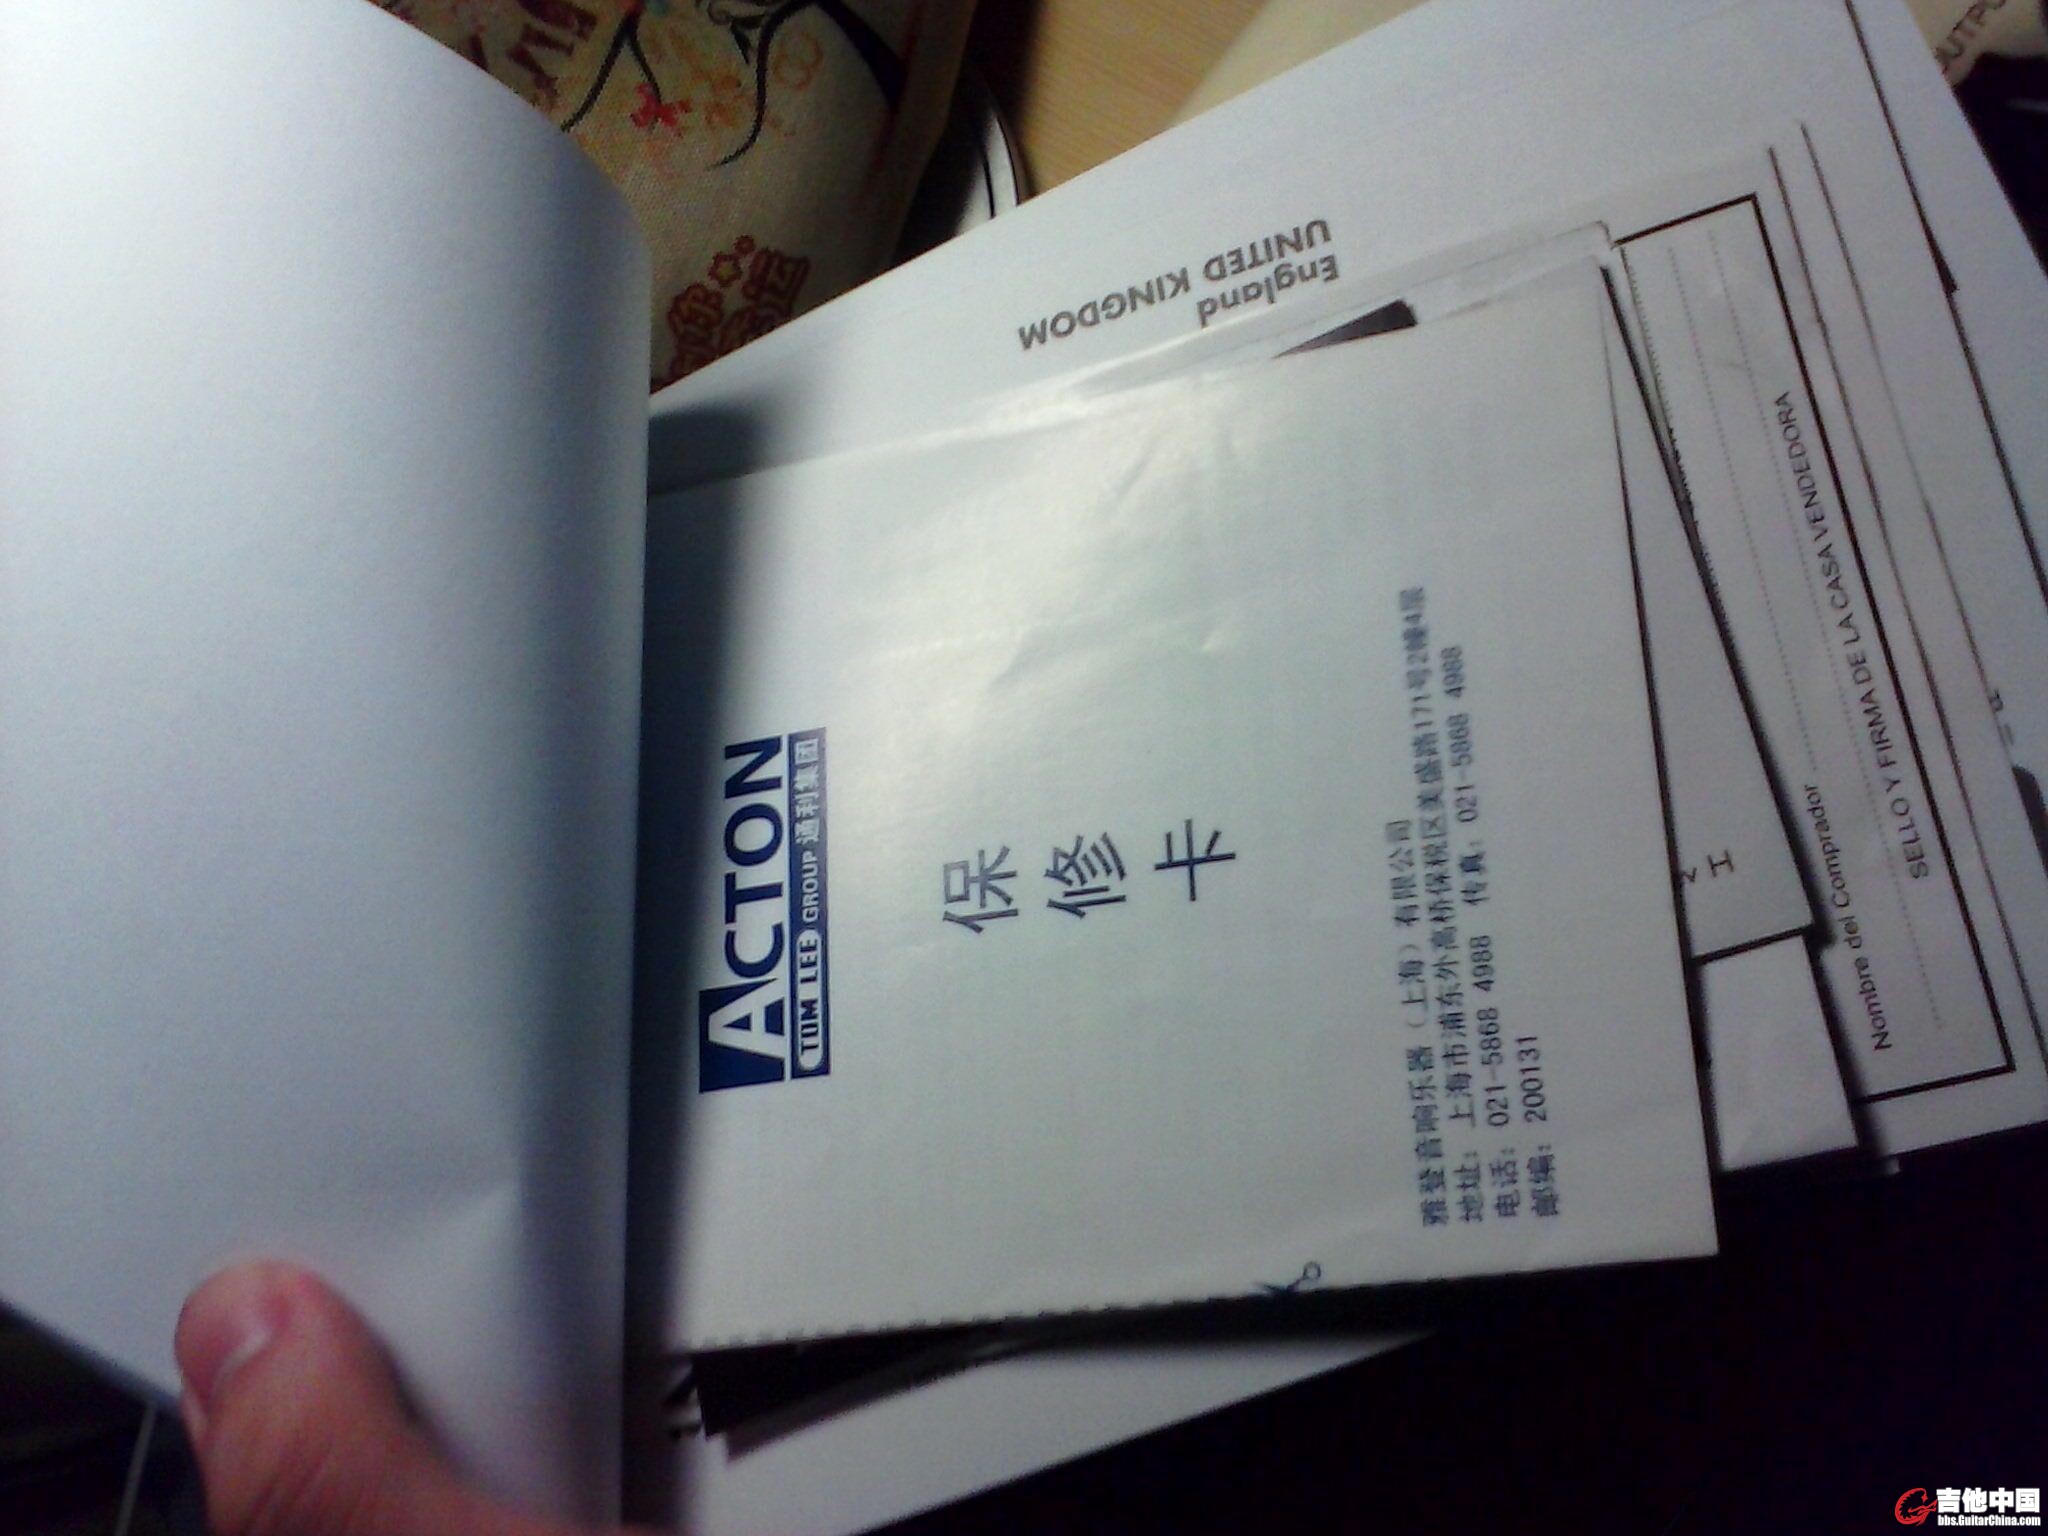 ACTON
TOM LEE GROUP 通利集团
保修卡
雅登音响乐器（上海）有限公司
地址：上海市浦东外高桥保税区美盛路171号2幢4层
电话：021-5868 4988 传真：021-5868 4988
邮编：200131
England
UNITED KINGDOM
Nombre del Comprador
SELLO Y FIRMA DE LA CASA VENDEDORA
吉他中国
bbs.GuitarChina.com